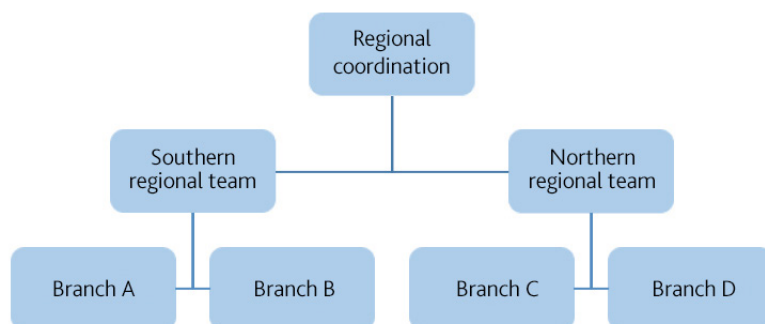 Regional
coordination
Southern
regional team
Northern
regional team
Branch A
Branch B
Branch C
Branch D